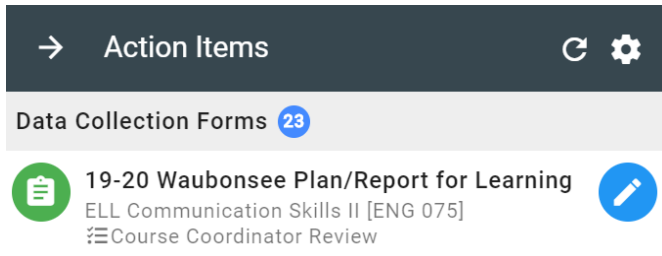 Action Items
Data Collection Forms 23
19-20 Waubonsee Plan/Report for Learning
ELL Communication Skills II [ENG 075]
Course Coordinator Review